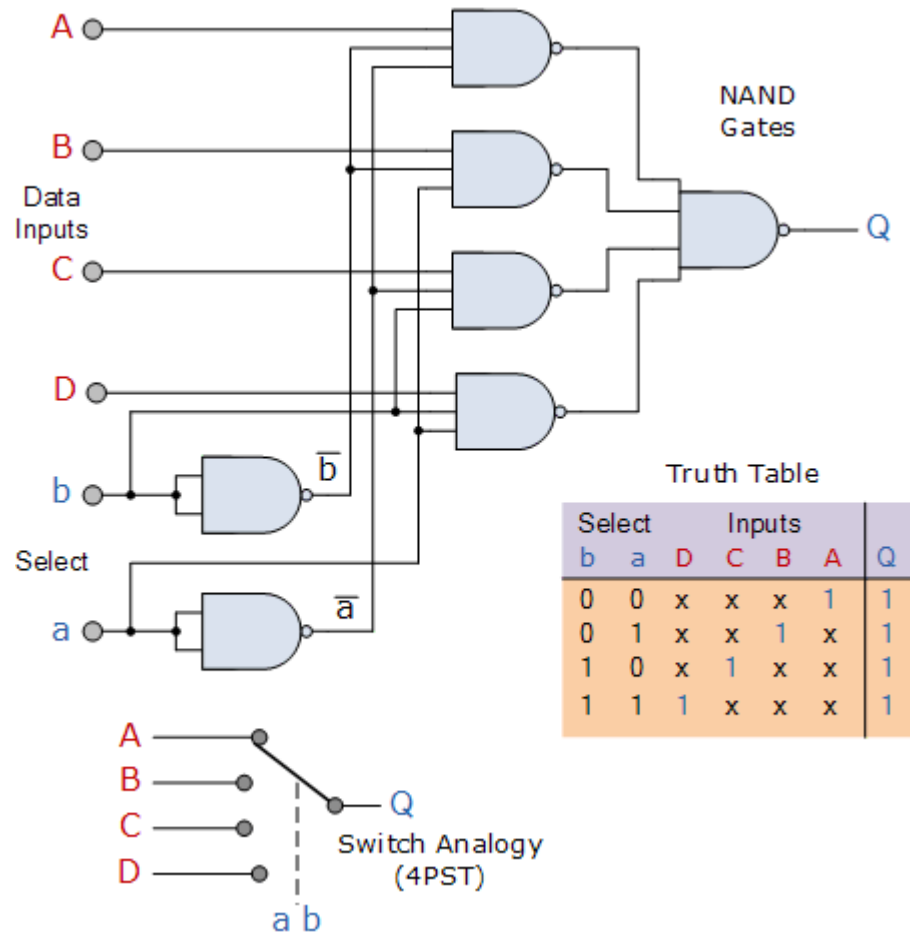 A
NAND
Gates
B
Data
Inputs
Q
C
D
b̅
b
Truth Table
Select Inputs
b a D C B A Q
0 0 x x x 1 1
0 1 x x 1 x 1
1 0 x 1 x x 1
1 1 1 x x x 1
Select
a̅
a
A
B
Q
C
Switch Analogy
(4PST)
D
a b